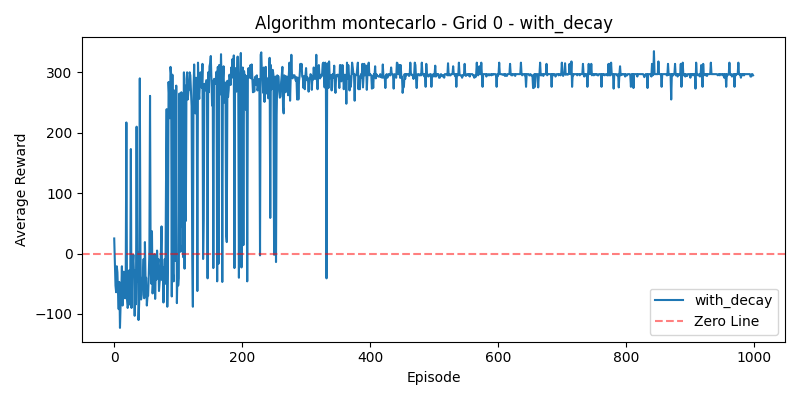 Algorithm montecarlo - Grid 0 - with_decay
Average Reward
300
200
100
0
−100
0
200
400
600
800
1000
Episode
with_decay
Zero Line